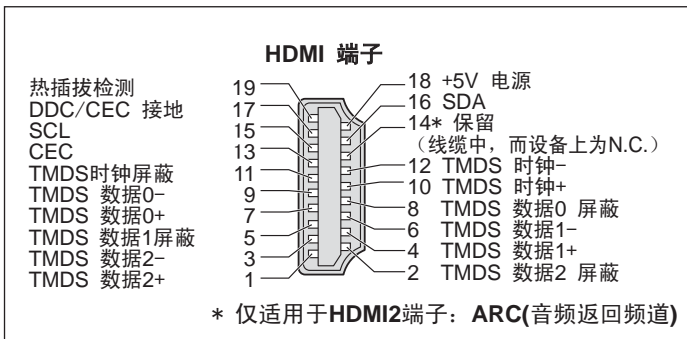 HDMI 端子
热插拔检测 19
DDC/CEC 接地 17
SCL 15
CEC 13
TMDS时钟屏蔽 11
TMDS 数据0− 9
TMDS 数据0+ 7
TMDS 数据1屏蔽 5
TMDS 数据2− 3
TMDS 数据2+ 1
18 +5V 电源
16 SDA
14* 保留
（线缆中，而设备上为N.C.）
12 TMDS 时钟−
10 TMDS 时钟+
8 TMDS 数据0 屏蔽
6 TMDS 数据1−
4 TMDS 数据1+
2 TMDS 数据2 屏蔽
* 仅适用于HDMI2端子：ARC(音频返回频道)